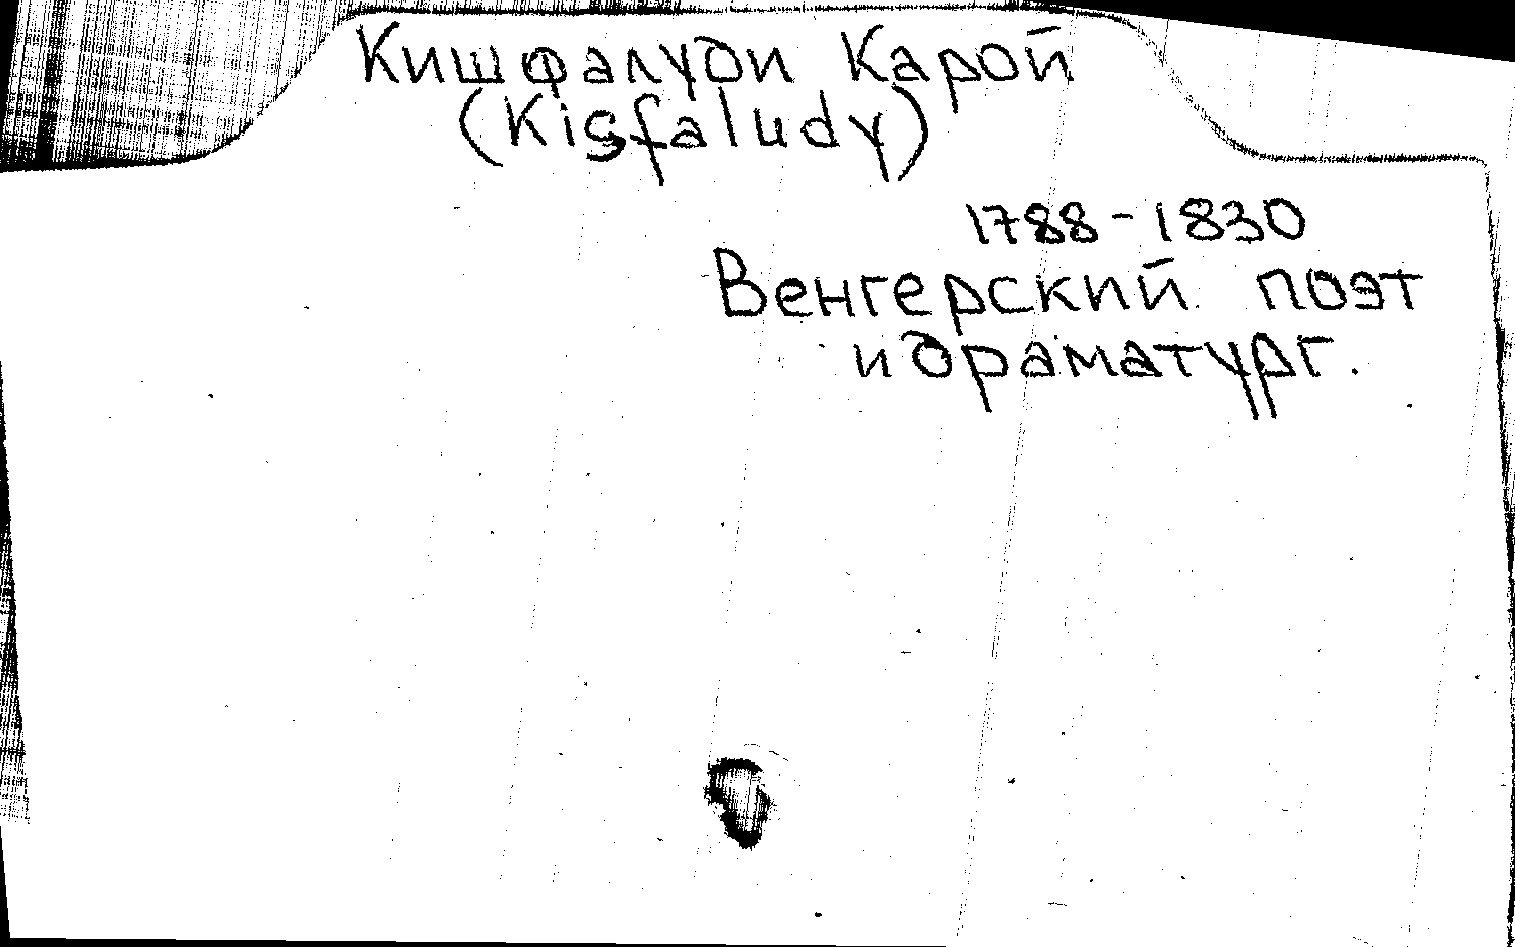 Кишфалуди Карой
(Kisfaludy)
1788-1830
Венгерский поэт
и драматург.